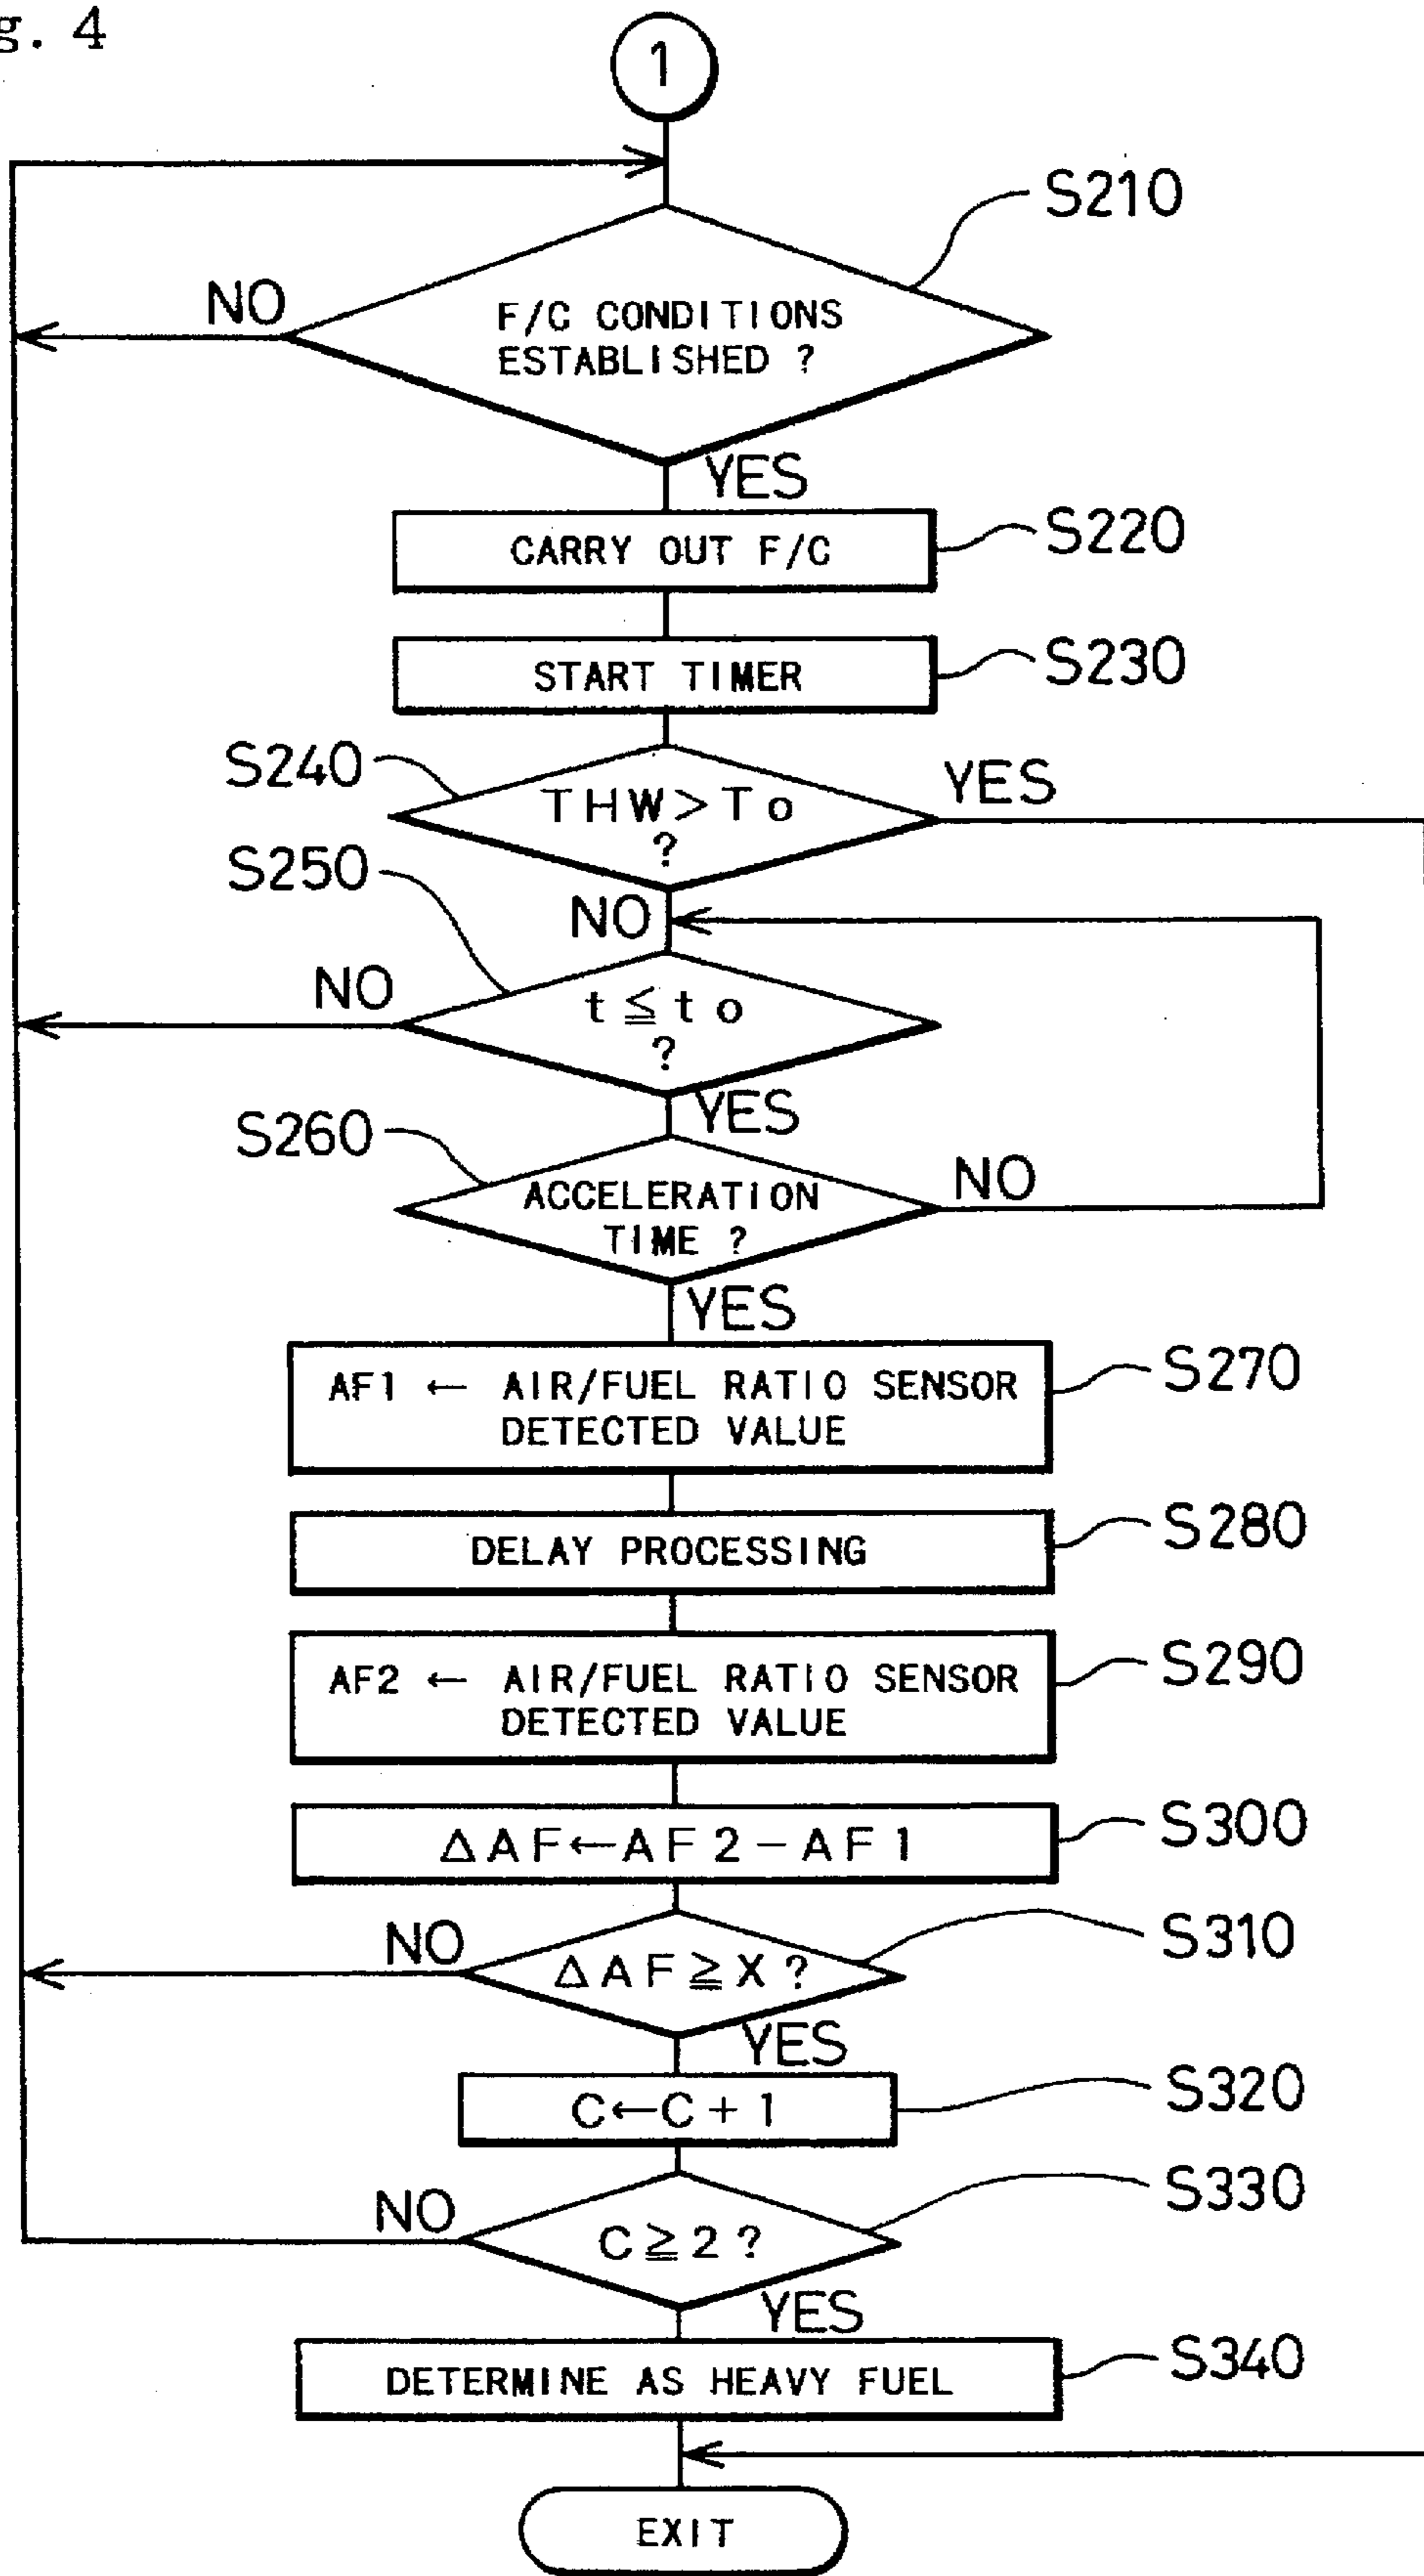 g. 4
1
S210
NO
F/C CONDITIONS
ESTABLISHED ?
YES
CARRY OUT F/C
S220
START TIMER
S230
S240
THW>To
?
YES
S250
NO
NO
t≦to
?
YES
S260
ACCELERATION
TIME ?
NO
YES
AF1 ← AIR/FUEL RATIO SENSOR
DETECTED VALUE
S270
DELAY PROCESSING
S280
AF2 ← AIR/FUEL RATIO SENSOR
DETECTED VALUE
S290
ΔAF←AF2-AF1
S300
NO
ΔAF≧X?
S310
YES
C←C+1
S320
NO
C≧2?
S330
YES
DETERMINE AS HEAVY FUEL
S340
EXIT